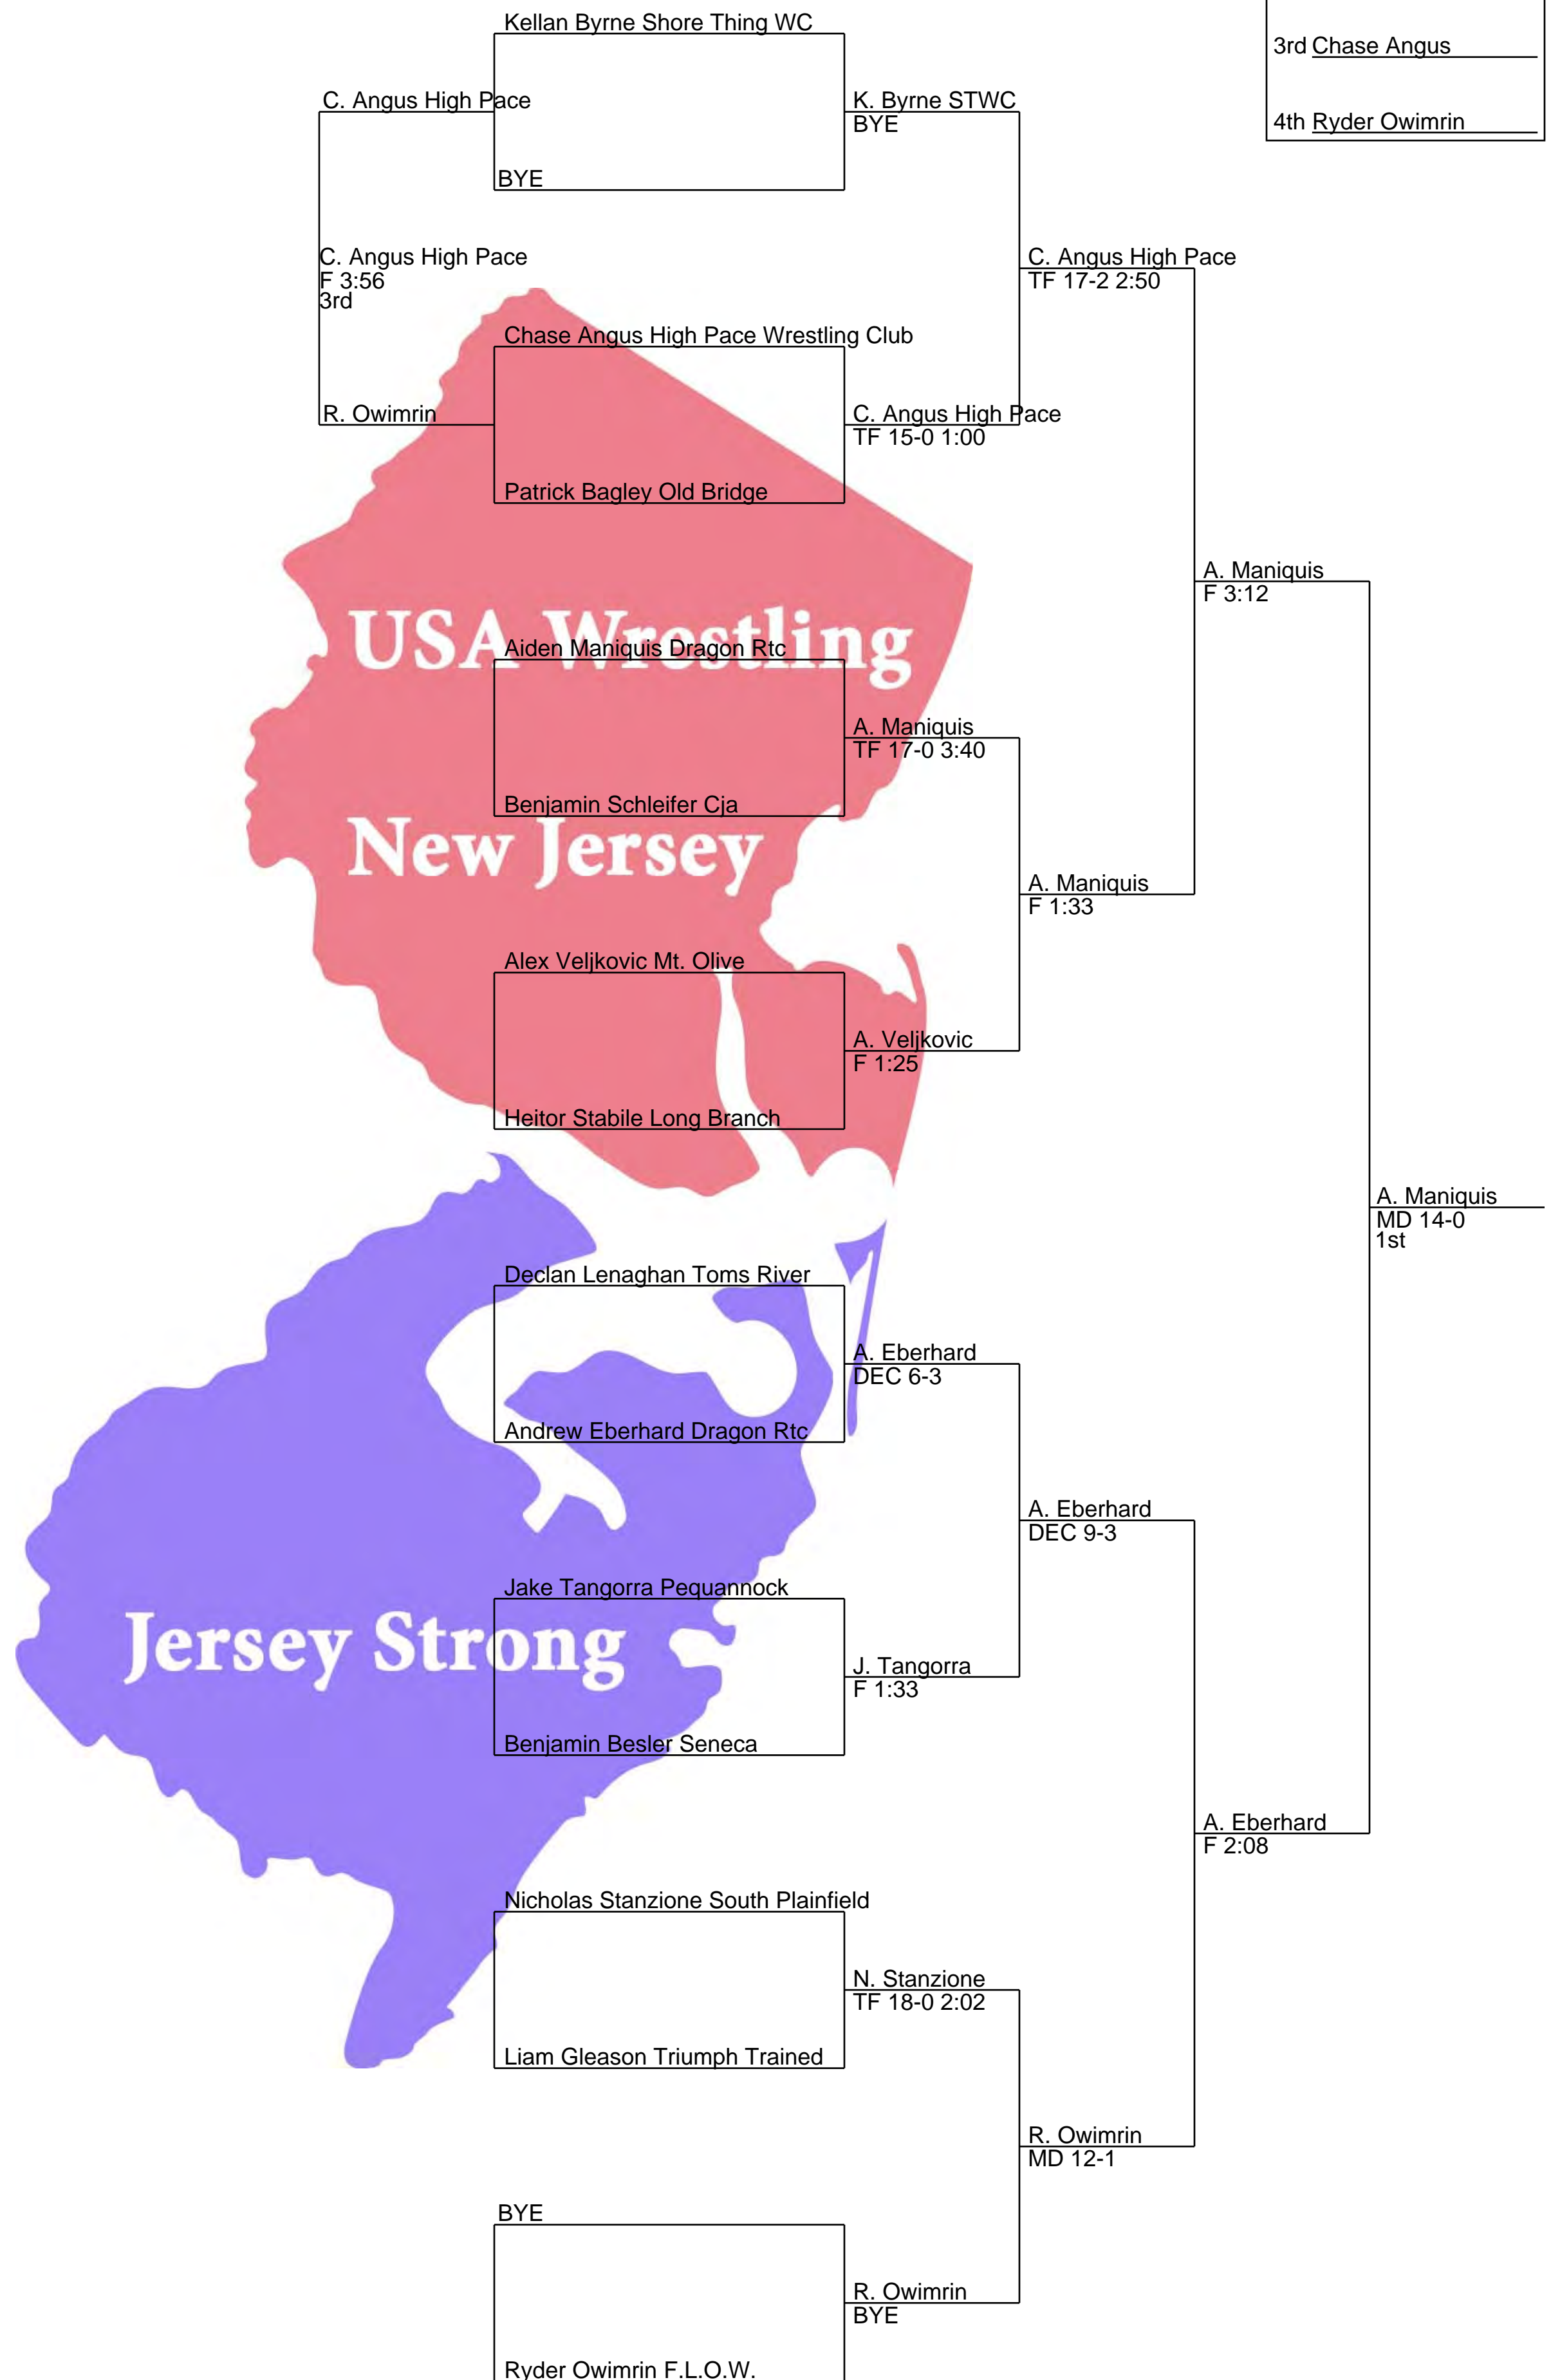 Kellan Byrne Shore Thing WC
3rd Chase Angus
C. Angus High Pace
K. Byrne STWC
BYE
4th Ryder Owimrin
BYE
C. Angus High Pace
F 3:56
3rd
C. Angus High Pace
TF 17-2 2:50
Chase Angus High Pace Wrestling Club
R. Owimrin
C. Angus High Pace
TF 15-0 1:00
Patrick Bagley Old Bridge
A. Maniquis
F 3:12
USA Wrestling
Aiden Maniquis Dragon Rtc
A. Maniquis
TF 17-0 3:40
Benjamin Schleifer Cja
New Jersey
A. Maniquis
F 1:33
Alex Veljkovic Mt. Olive
A. Veljkovic
F 1:25
Heitor Stabile Long Branch
A. Maniquis
MD 14-0
1st
Declan Lenaghan Toms River
A. Eberhard
DEC 6-3
Andrew Eberhard Dragon Rtc
A. Eberhard
DEC 9-3
Jake Tangorra Pequannock
Jersey Strong
J. Tangorra
F 1:33
Benjamin Besler Seneca
A. Eberhard
F 2:08
Nicholas Stanzione South Plainfield
N. Stanzione
TF 18-0 2:02
Liam Gleason Triumph Trained
R. Owimrin
MD 12-1
BYE
R. Owimrin
BYE
Ryder Owimrin F.L.O.W.